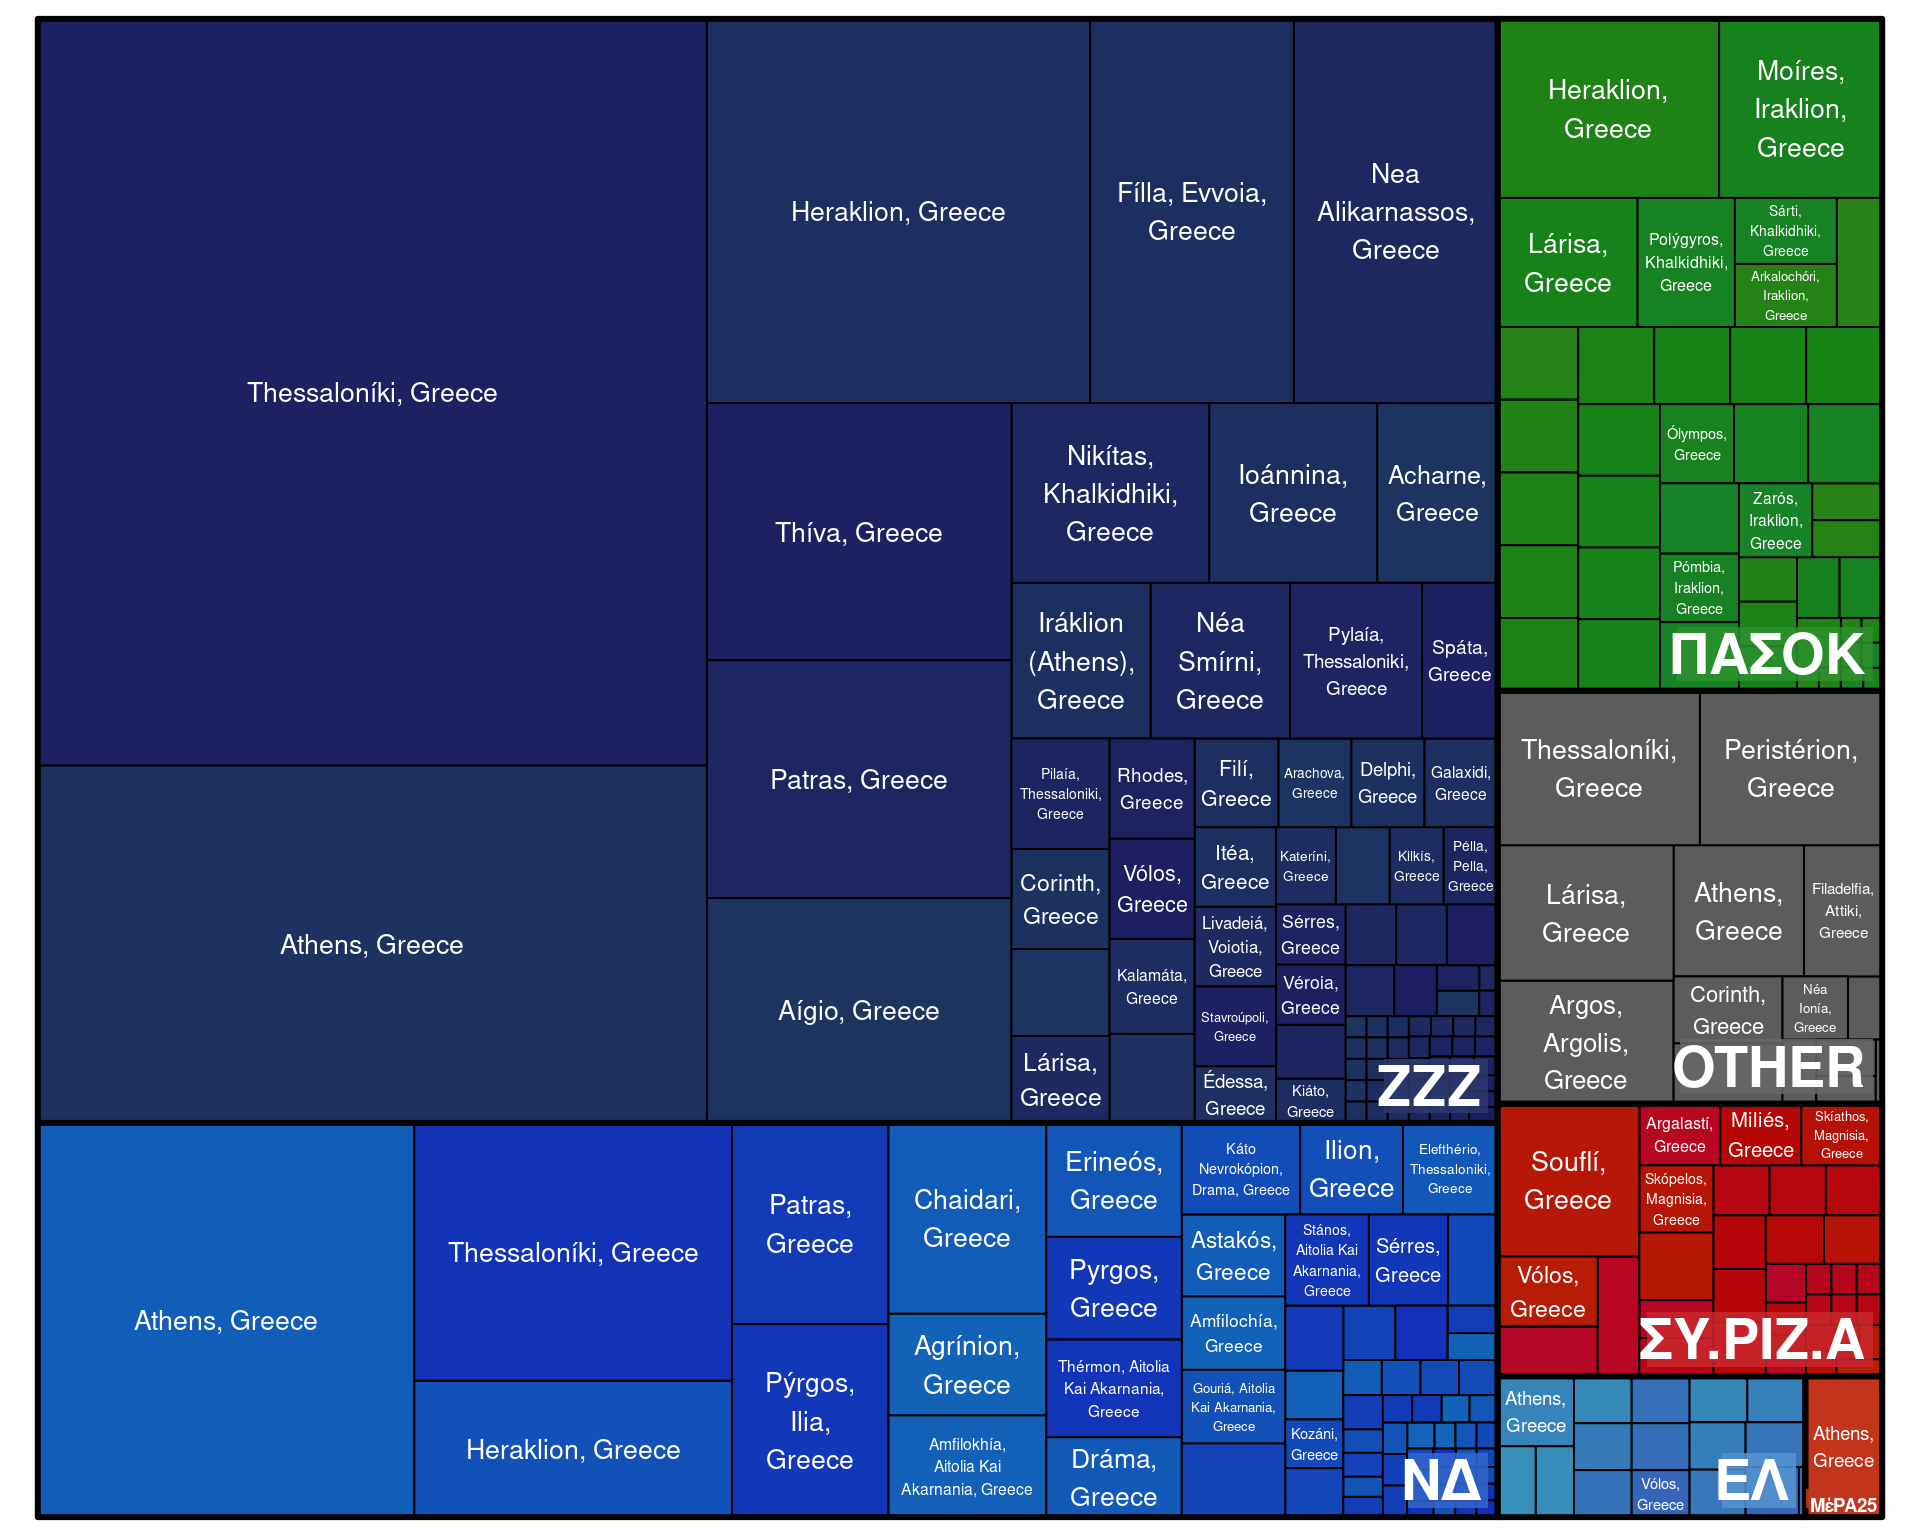 Thessaloníki, Greece
Athens, Greece
Heraklion, Greece
Fílla, Evvoia,
Greece
Nea
Alikarnassos,
Greece
Thíva, Greece
Patras, Greece
Aígio, Greece
Nikítas,
Khalkidhiki,
Greece
Ioánnina,
Greece
Acharne,
Greece
Iráklion
(Athens),
Greece
Néa
Smírni,
Greece
Pylaía,
Thessaloniki,
Greece
Spáta,
Greece
Pilaía,
Thessaloniki,
Greece
Corinth,
Greece
Lárisa,
Greece
Rhodes,
Greece
Vólos,
Greece
Kalamáta,
Greece
Filí,
Greece
Arachova,
Greece
Delphi,
Greece
Galaxidi,
Greece
Itéa,
Greece
Livadeiá,
Voiotia,
Greece
Stavroúpoli,
Greece
Édessa,
Greece
Kateríni,
Greece
Kilkís,
Greece
Pélla,
Pella,
Greece
Sérres,
Greece
Véroia,
Greece
Kiáto,
Greece
ZZZ
Athens, Greece
Thessaloníki, Greece
Heraklion, Greece
Patras,
Greece
Pýrgos,
Ilia,
Greece
Chaidari,
Greece
Agrínion,
Greece
Amfilokhía,
Aitolia Kai
Akarnania, Greece
Erineós,
Greece
Pyrgos,
Greece
Thérmon, Aitolia
Kai Akarnania,
Greece
Dráma,
Greece
Káto
Nevrokópion,
Drama, Greece
Ilion,
Greece
Elefthério,
Thessaloniki,
Greece
Astakós,
Greece
Amfilochía,
Greece
Gouriá, Aitolia
Kai Akarnania,
Greece
Stános,
Aitolia Kai
Akarnania,
Greece
Sérres,
Greece
Kozáni,
Greece
ΝΔ
Heraklion,
Greece
Moíres,
Iraklion,
Greece
Lárisa,
Greece
Polýgyros,
Khalkidhiki,
Greece
Sárti,
Khalkidhiki,
Greece
Arkalochóri,
Iraklion,
Greece
Ólympos,
Greece
Zarós,
Iraklion,
Greece
Pómbia,
Iraklion,
Greece
ΠΑΣΟΚ
Thessaloníki,
Greece
Peristérion,
Greece
Lárisa,
Greece
Argos,
Argolis,
Greece
Athens,
Greece
Filadelfia,
Attiki,
Greece
Corinth,
Greece
Néa
Ionía,
Greece
OTHER
Souflí,
Greece
Vólos,
Greece
Argalastí,
Greece
Miliés,
Greece
Skíathos,
Magnisia,
Greece
Skópelos,
Magnisia,
Greece
ΣΥ.ΡΙΖ.Α
Athens,
Greece
Vólos,
Greece
ΕΛ
Athens,
Greece
ΜέΡΑ25